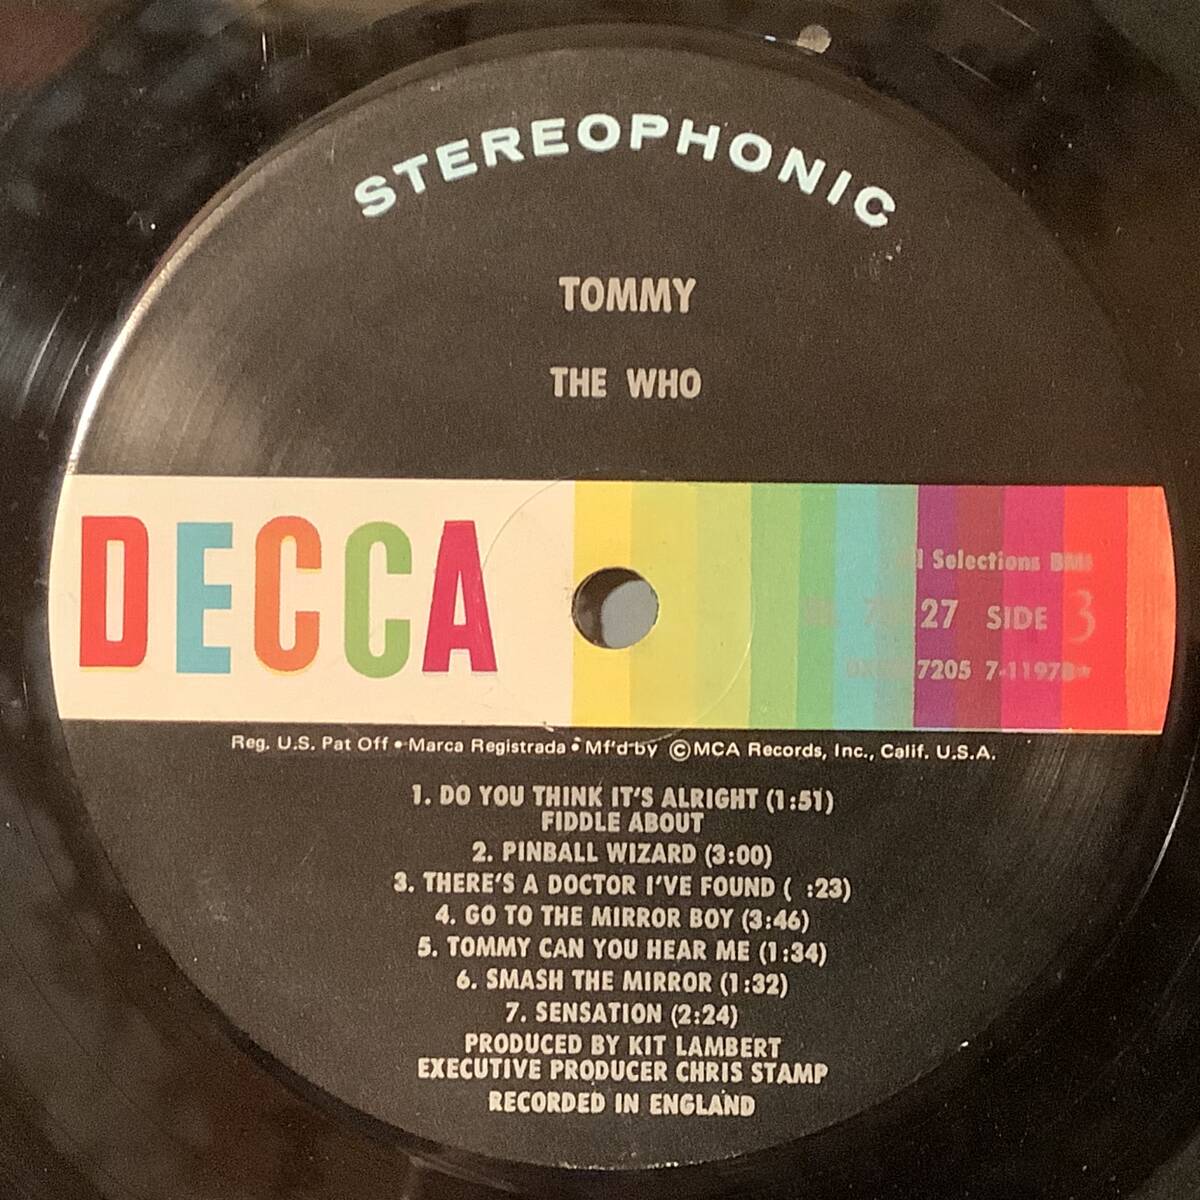 STEREOPHONIC
TOMMY
THE WHO
DECCA
Selections BMI
27 SIDE 3
7205 7-11978★
Reg. U.S. Pat Off • Marca Registrada • Mf'd by ©MCA Records, Inc., Calif. U.S.A.
1. DO YOU THINK IT'S ALRIGHT (1:51)
FIDDLE ABOUT
2. PINBALL WIZARD (3:00)
3. THERE'S A DOCTOR I'VE FOUND ( :23)
4. GO TO THE MIRROR BOY (3:46)
5. TOMMY CAN YOU HEAR ME (1:34)
6. SMASH THE MIRROR (1:32)
7. SENSATION (2:24)
PRODUCED BY KIT LAMBERT
EXECUTIVE PRODUCER CHRIS STAMP
RECORDED IN ENGLAND